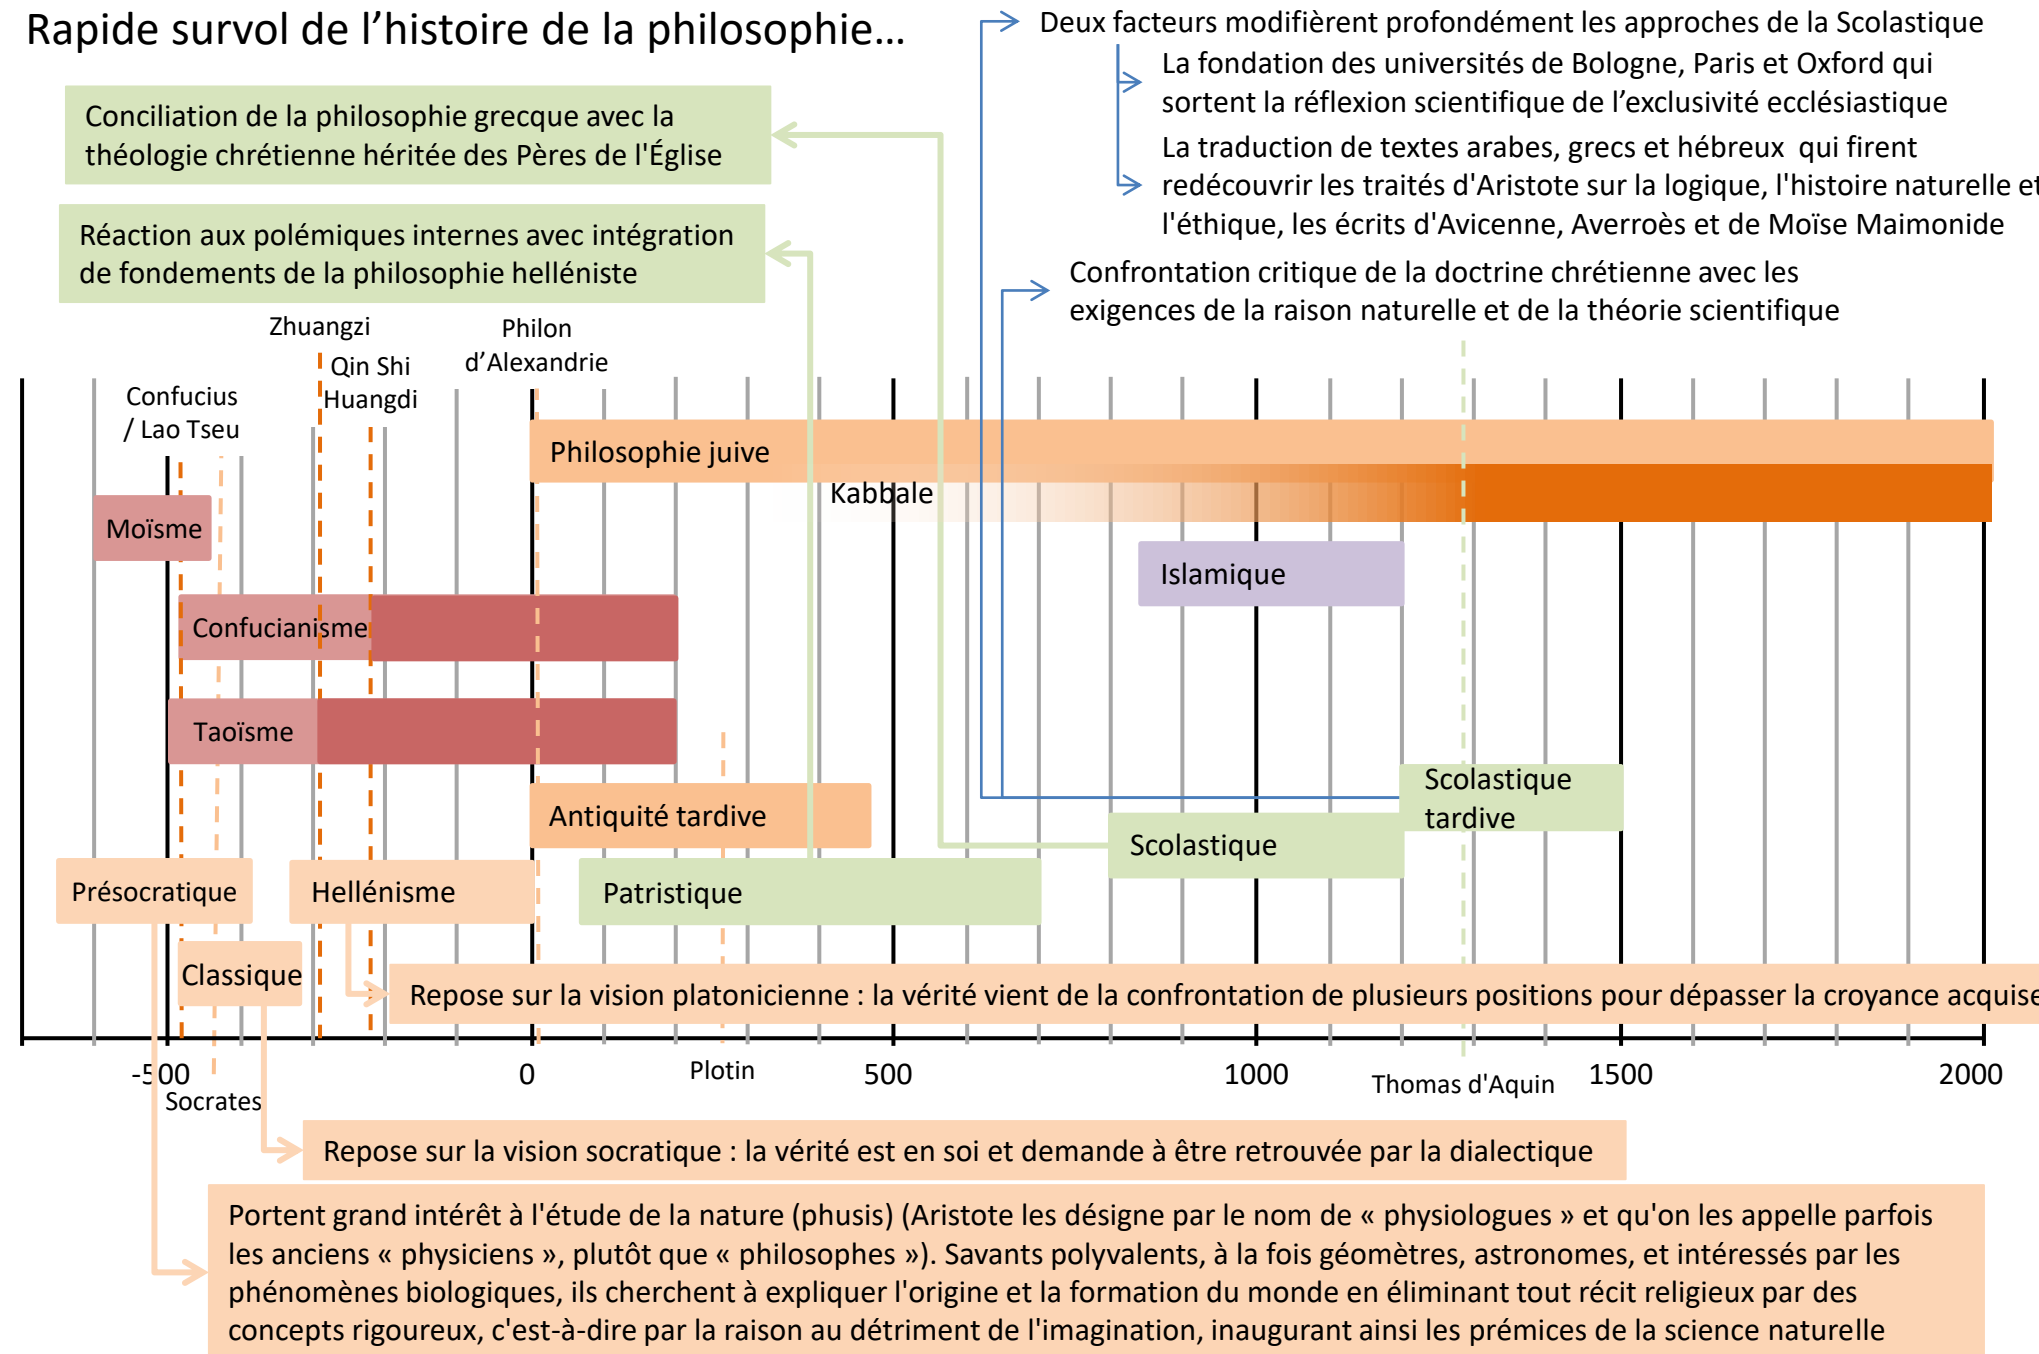 Rapide survol de l’histoire de la philosophie…
Deux facteurs modifièrent profondément les approches de la Scolastique
La fondation des universités de Bologne, Paris et Oxford qui
sortent la réflexion scientifique de l’exclusivité ecclésiastique
La traduction de textes arabes, grecs et hébreux  qui firent
redécouvrir les traités d'Aristote sur la logique, l'histoire naturelle et
l'éthique, les écrits d'Avicenne, Averroès et de Moïse Maimonide
Confrontation critique de la doctrine chrétienne avec les
exigences de la raison naturelle et de la théorie scientifique
Conciliation de la philosophie grecque avec la
théologie chrétienne héritée des Pères de l'Église
Réaction aux polémiques internes avec intégration
de fondements de la philosophie helléniste
Zhuangzi
Philon
d’Alexandrie
Qin Shi
Huangdi
Confucius
/ Lao Tseu
Philosophie juive
Kabbale
Moïsme
Islamique
Confucianisme
Taoïsme
Scolastique
tardive
Antiquité tardive
Scolastique
Présocratique
Hellénisme
Patristique
Classique
Repose sur la vision platonicienne : la vérité vient de la confrontation de plusieurs positions pour dépasser la croyance acquise
-500
0
Plotin
500
1000
Thomas d'Aquin
1500
2000
Socrates
Repose sur la vision socratique : la vérité est en soi et demande à être retrouvée par la dialectique
Portent grand intérêt à l'étude de la nature (phusis) (Aristote les désigne par le nom de « physiologues » et qu'on les appelle parfois
les anciens « physiciens », plutôt que « philosophes »). Savants polyvalents, à la fois géomètres, astronomes, et intéressés par les
phénomènes biologiques, ils cherchent à expliquer l'origine et la formation du monde en éliminant tout récit religieux par des
concepts rigoureux, c'est-à-dire par la raison au détriment de l'imagination, inaugurant ainsi les prémices de la science naturelle